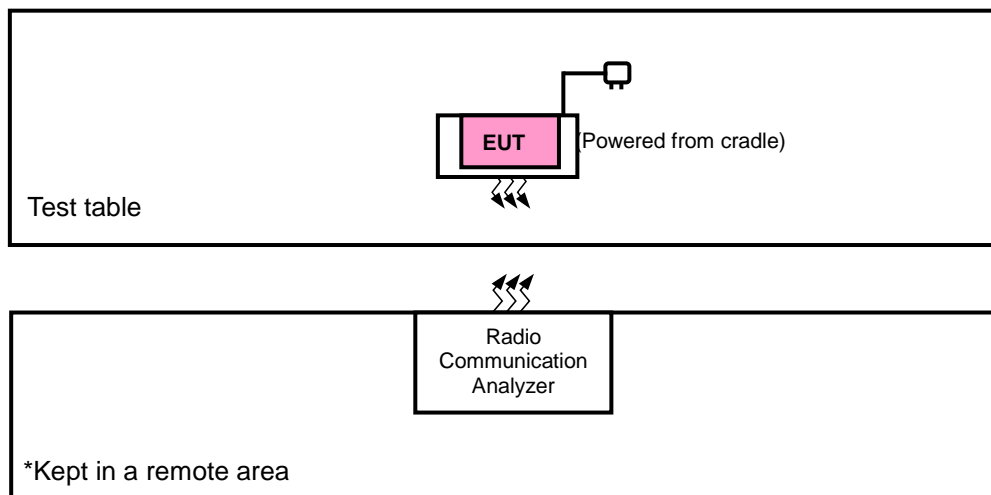 EUT
(Powered from cradle)
Test table
Radio
Communication
Analyzer
*Kept in a remote area